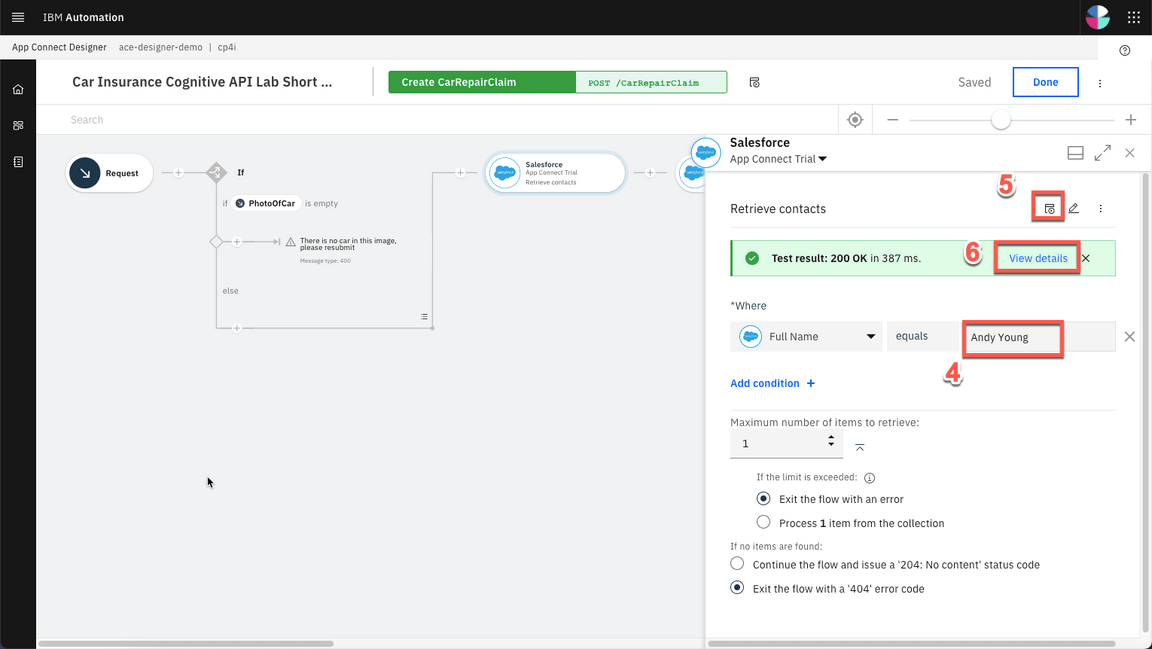 IBM Automation
App Connect Designer ace-designer-demo | cp4i
Car Insurance Cognitive API Lab Short ...
Create CarRepairClaim
POST /CarRepairClaim
Saved
Done
Search
Request
If
if PhotoOfCar is empty
There is no car in this image,
please resubmit
Message type: 400
else
Salesforce
App Connect Trial
Retrieve contacts
Salesforce
App Connect Trial
5
Retrieve contacts
6
Test result: 200 OK in 387 ms.
View details
*Where
Full Name
equals
Andy Young
4
Add condition +
Maximum number of items to retrieve:
1
If the limit is exceeded:
Exit the flow with an error
Process 1 item from the collection
If no items are found:
Continue the flow and issue a '204: No content' status code
Exit the flow with a '404' error code